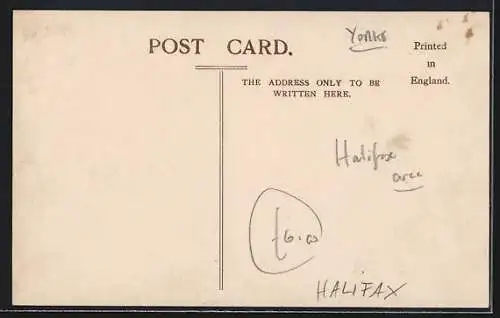 Yorks
POST CARD.
Printed
in
England.
THE ADDRESS ONLY TO BE
WRITTEN HERE.
Halifax
area
£6.00
HALIFAX